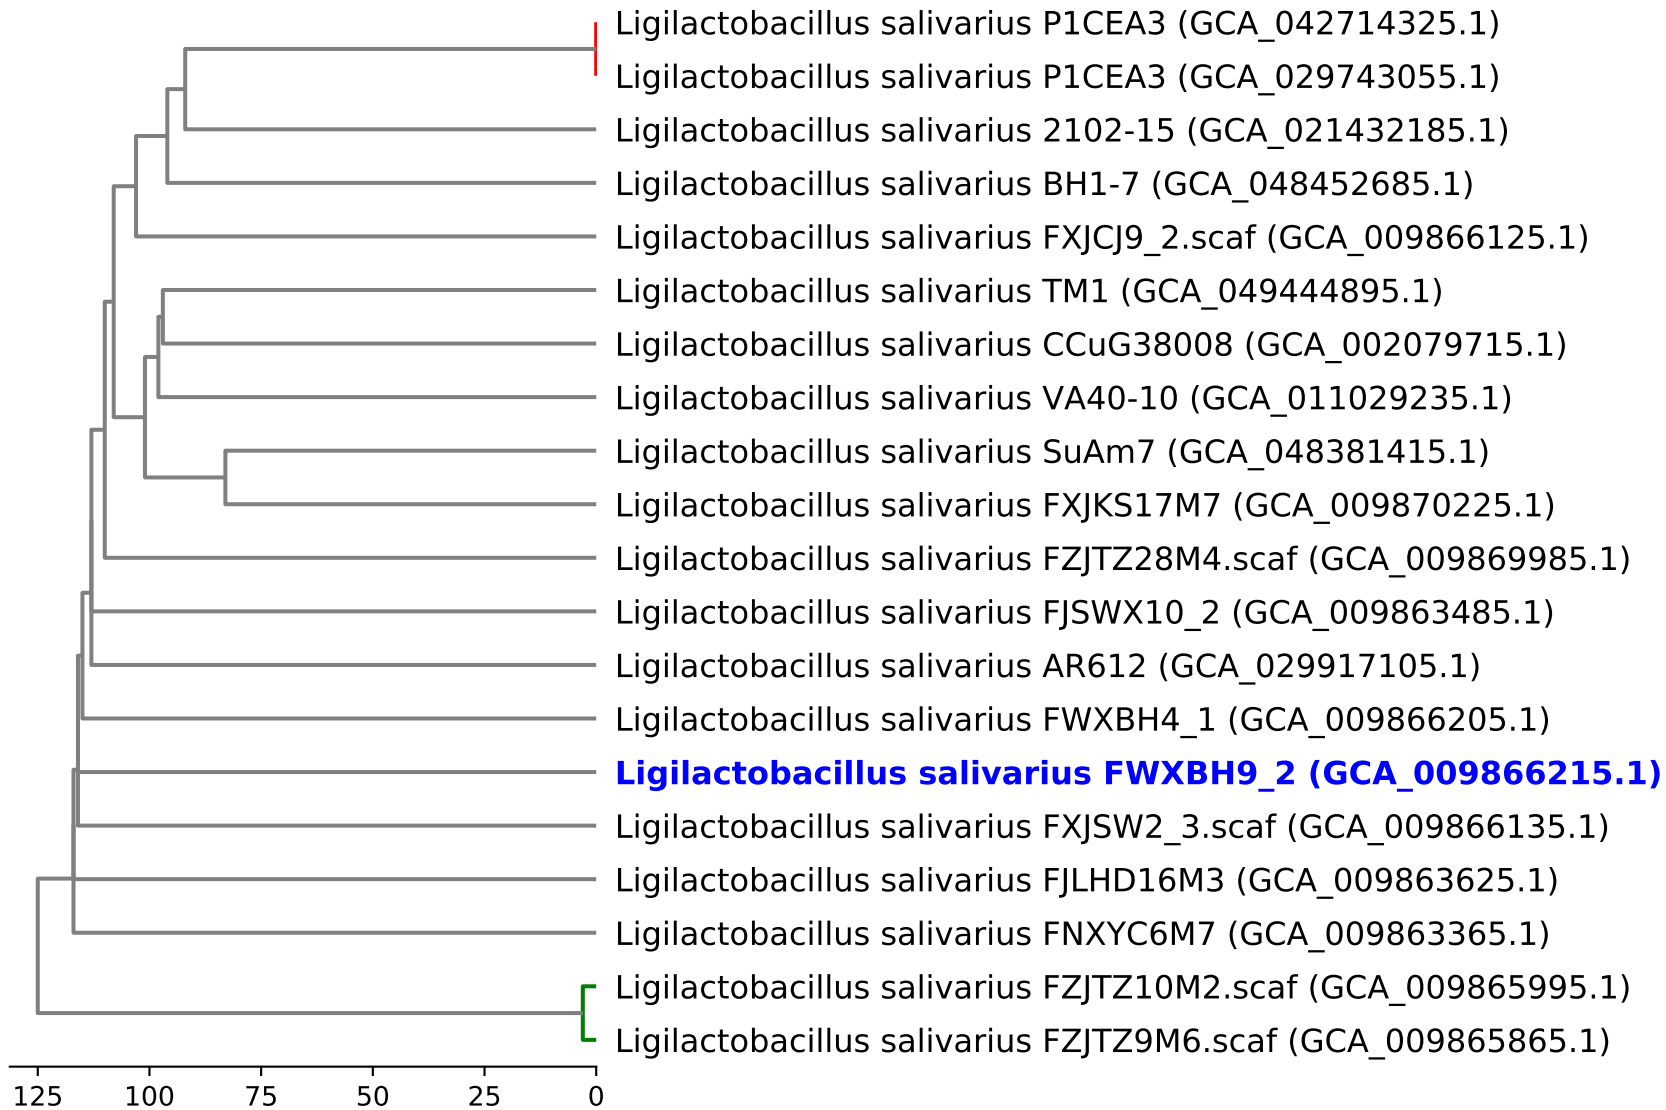 Ligilactobacillus salivarius P1CEA3 (GCA_042714325.1)
Ligilactobacillus salivarius P1CEA3 (GCA_029743055.1)
Ligilactobacillus salivarius 2102-15 (GCA_021432185.1)
Ligilactobacillus salivarius BH1-7 (GCA_048452685.1)
Ligilactobacillus salivarius FXJCJ9_2.scaf (GCA_009866125.1)
Ligilactobacillus salivarius TM1 (GCA_049444895.1)
Ligilactobacillus salivarius CCuG38008 (GCA_002079715.1)
Ligilactobacillus salivarius VA40-10 (GCA_011029235.1)
Ligilactobacillus salivarius SuAm7 (GCA_048381415.1)
Ligilactobacillus salivarius FXJKS17M7 (GCA_009870225.1)
Ligilactobacillus salivarius FZJTZ28M4.scaf (GCA_009869985.1)
Ligilactobacillus salivarius FJSWX10_2 (GCA_009863485.1)
Ligilactobacillus salivarius AR612 (GCA_029917105.1)
Ligilactobacillus salivarius FWXBH4_1 (GCA_009866205.1)
Ligilactobacillus salivarius FWXBH9_2 (GCA_009866215.1)
Ligilactobacillus salivarius FXJSW2_3.scaf (GCA_009866135.1)
Ligilactobacillus salivarius FJLHD16M3 (GCA_009863625.1)
Ligilactobacillus salivarius FNXYC6M7 (GCA_009863365.1)
Ligilactobacillus salivarius FZJTZ10M2.scaf (GCA_009865995.1)
Ligilactobacillus salivarius FZJTZ9M6.scaf (GCA_009865865.1)
125 100 75 50 25 0